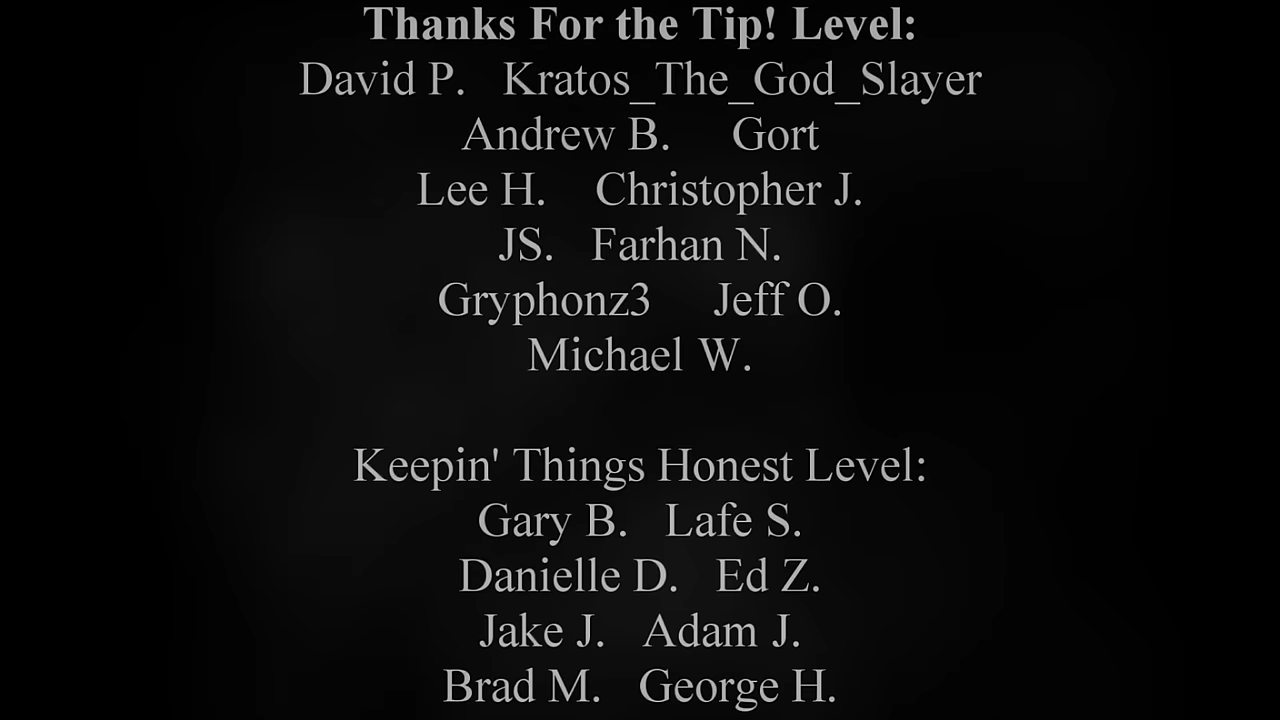 Thanks For the Tip! Level:
David P. Kratos_The_God_Slayer
Andrew B. Gort
Lee H. Christopher J.
JS. Farhan N.
Gryphonz3 Jeff O.
Michael W.
Keepin' Things Honest Level:
Gary B. Lafe S.
Danielle D. Ed Z.
Jake J. Adam J.
Brad M. George H.